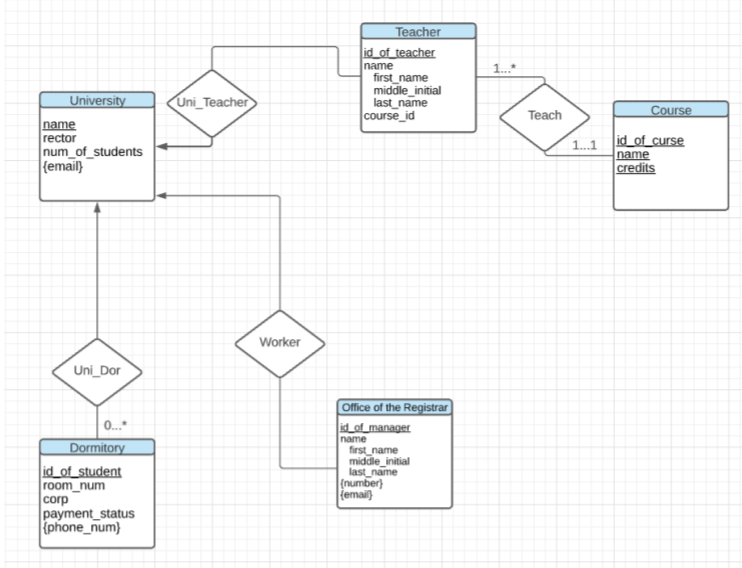 Teacher
id_of_teacher
name
first_name
middle_initial
last_name
course_id
1...*
Uni_Teacher
University
name
rector
num_of_students
{email}
Teach
1...1
Course
id_of_curse
name
credits
Worker
Uni_Dor
0...*
Office of the Registrar
id_of_manager
name
first_name
middle_initial
last_name
{number}
{email}
Dormitory
id_of_student
room_num
corp
payment_status
{phone_num}